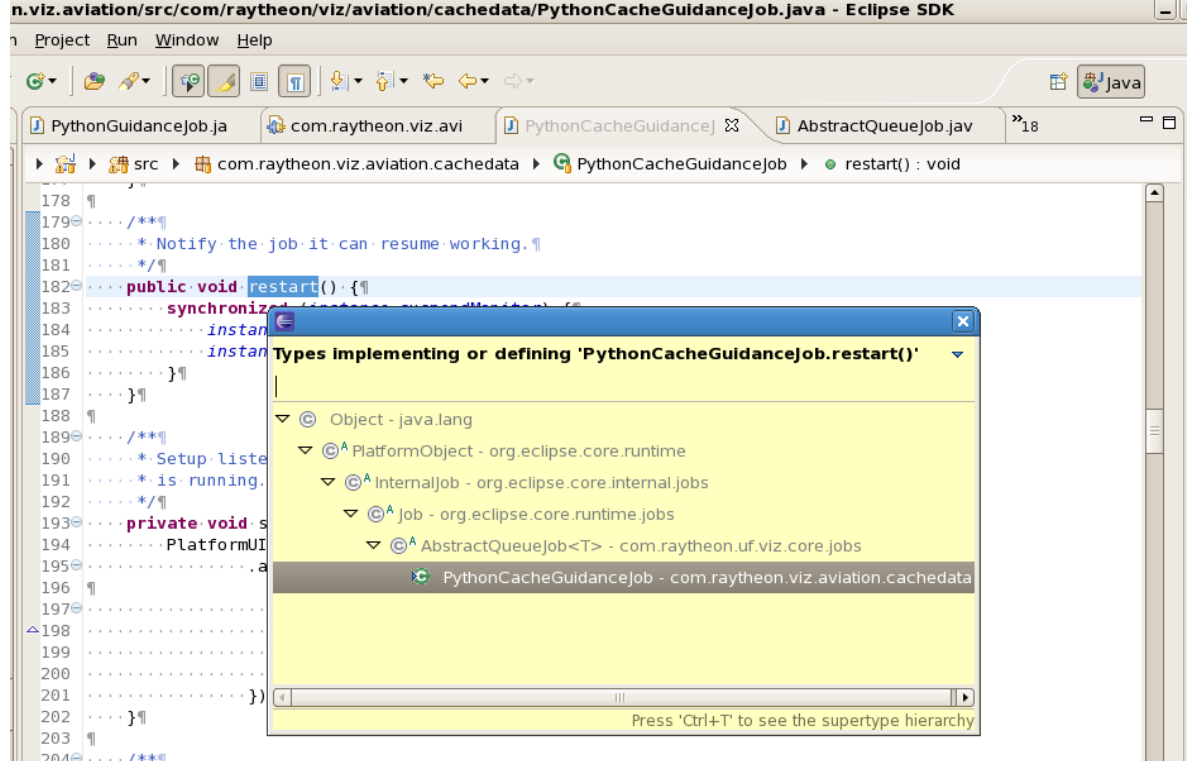 n.viz.aviation/src/com/raytheon/viz/aviation/cachedata/PythonCacheGuidanceJob.java - Eclipse SDK
Project Run Window Help
Java
PythonGuidanceJob.ja com.raytheon.viz.avi PythonCacheGuidanceJ AbstractQueueJob.jav »18
src com.raytheon.viz.aviation.cachedata PythonCacheGuidanceJob restart() : void
178 ¶
179 ····/**¶
180 ·····*·Notify·the·job·it·can·resume·working.¶
181 ·····*/¶
182 ····public·void·restart()·{¶
183 ········synchronized·(instance.suspendMonitor)·{¶
184 ············instan
185 ············instan
186 ········}¶
187 ····}¶
188 ¶
189 ····/**¶
190 ·····*·Setup·liste
191 ·····*·is·running.
192 ·····*/¶
193 ····private·void·s
194 ········PlatformUI
195 ················.a
196 ¶
197
198
199
200
201 ················})
202 ····}¶
203 ¶
204 ····/**¶
Types implementing or defining 'PythonCacheGuidanceJob.restart()'
Object - java.lang
A PlatformObject - org.eclipse.core.runtime
A InternalJob - org.eclipse.core.internal.jobs
A Job - org.eclipse.core.runtime.jobs
A AbstractQueueJob<T> - com.raytheon.uf.viz.core.jobs
PythonCacheGuidanceJob - com.raytheon.viz.aviation.cachedata
Press 'Ctrl+T' to see the supertype hierarchy